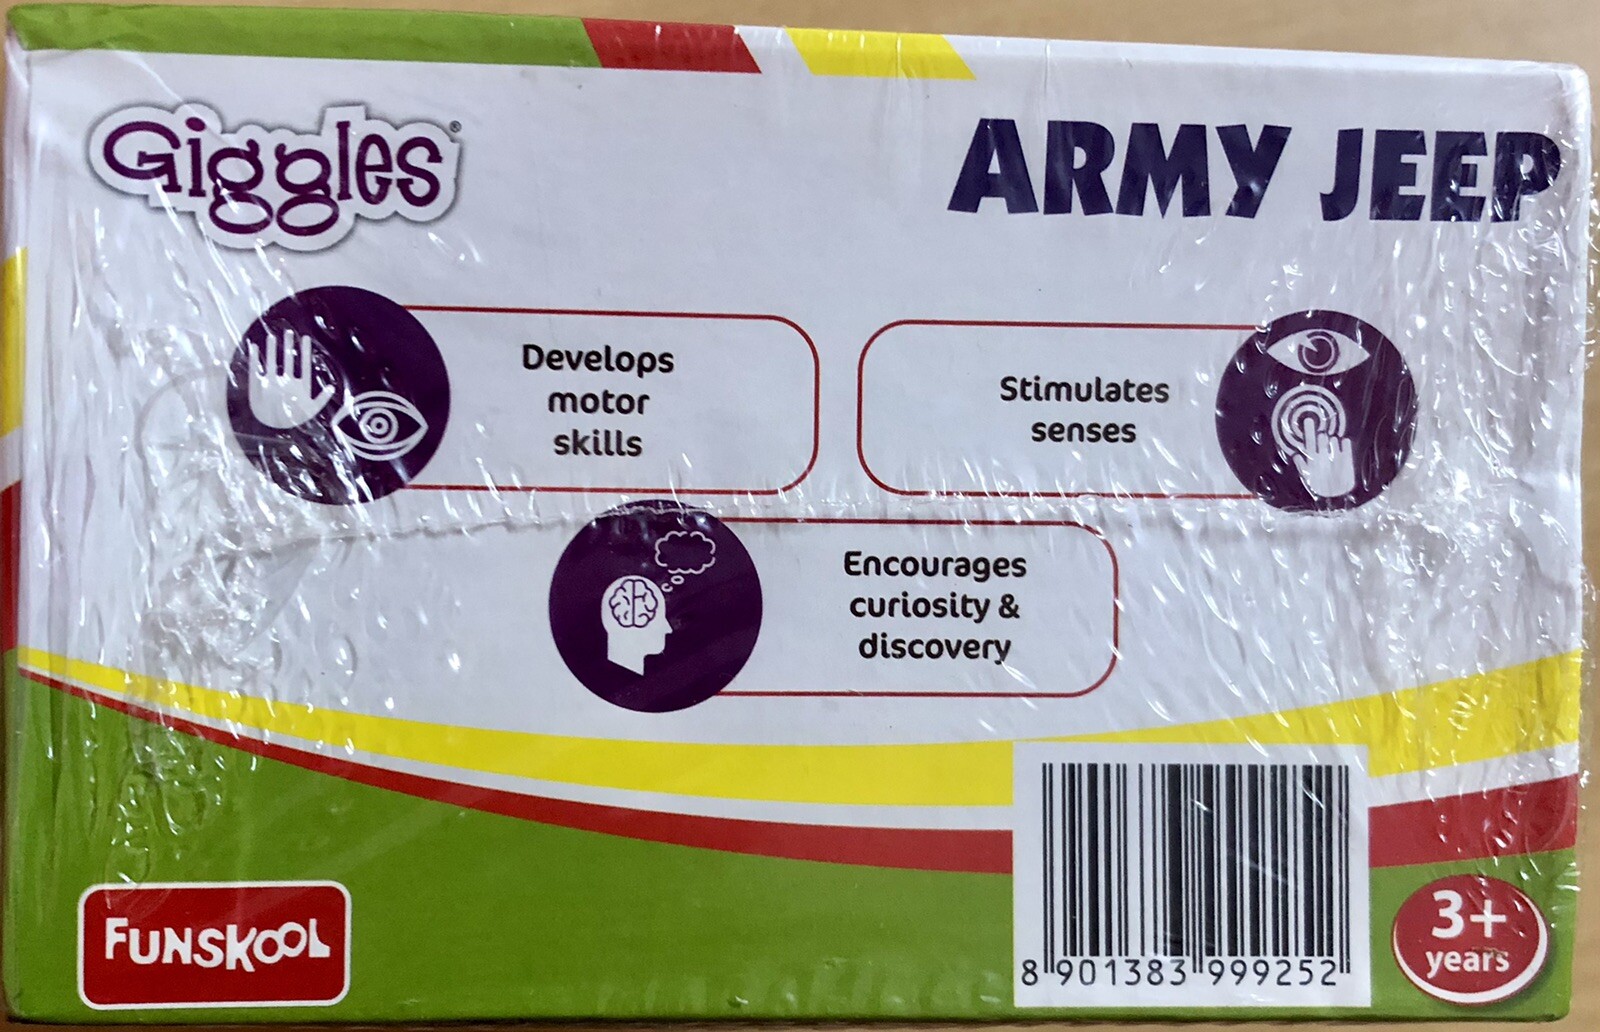 Giggles®
ARMY JEEP
Develops
motor
skills
Stimulates
senses
Encourages
curiosity &
discovery
FUNSKOOL
8 901383 999252
3+
years